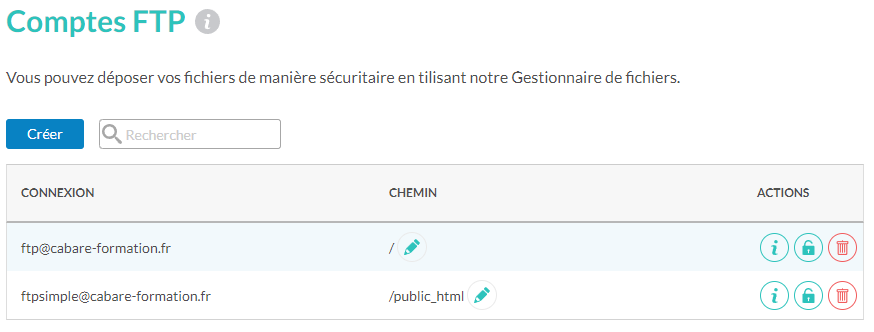 Comptes FTP
Vous pouvez déposer vos fichiers de manière sécuritaire en tilisant notre Gestionnaire de fichiers.
Créer Rechercher
CONNEXION CHEMIN ACTIONS
ftp@cabare-formation.fr /
ftpsimple@cabare-formation.fr /public_html